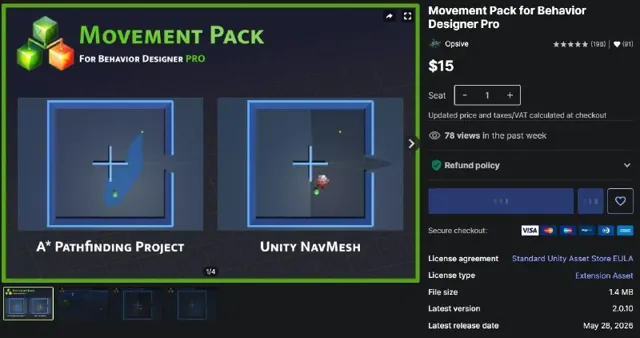 MOVEMENT PACK
FOR BEHAVIOR DESIGNER PRO
A* PATHFINDING PROJECT
UNITY NAVMESH
1/4
Movement Pack for Behavior
Designer Pro
Opsive
(198) | (91)
$15
Seat - 1 +
Updated price and taxes/VAT calculated at checkout
78 views in the past week
Refund policy
Secure checkout: VISA
License agreement Standard Unity Asset Store EULA
License type Extension Asset
File size 1.4 MB
Latest version 2.0.10
Latest release date May 28, 2026